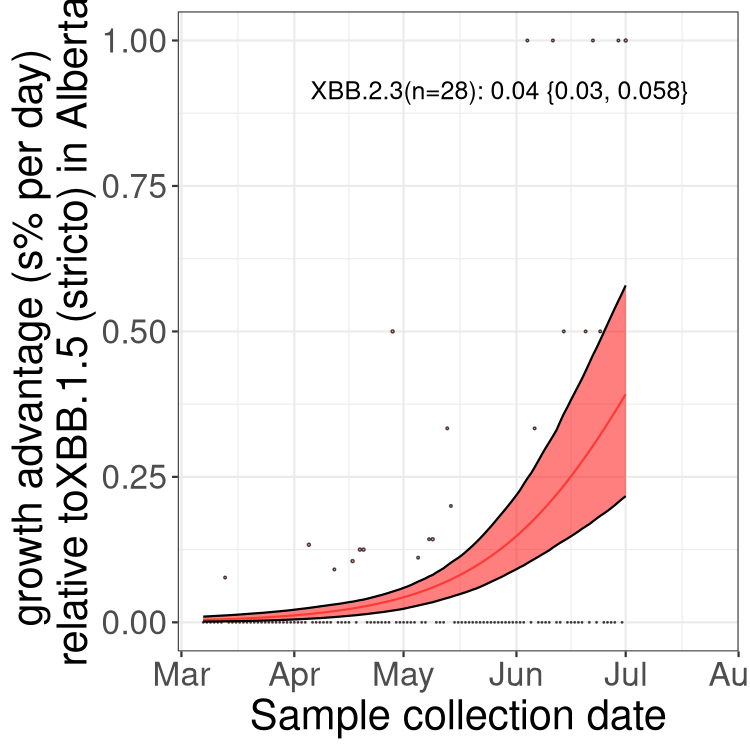 growth advantage (s% per day)
relative toXBB.1.5 (stricto) in Alberta
1.00
0.75
0.50
0.25
0.00
XBB.2.3(n=28): 0.04 {0.03, 0.058}
Mar Apr May Jun Jul Au
Sample collection date